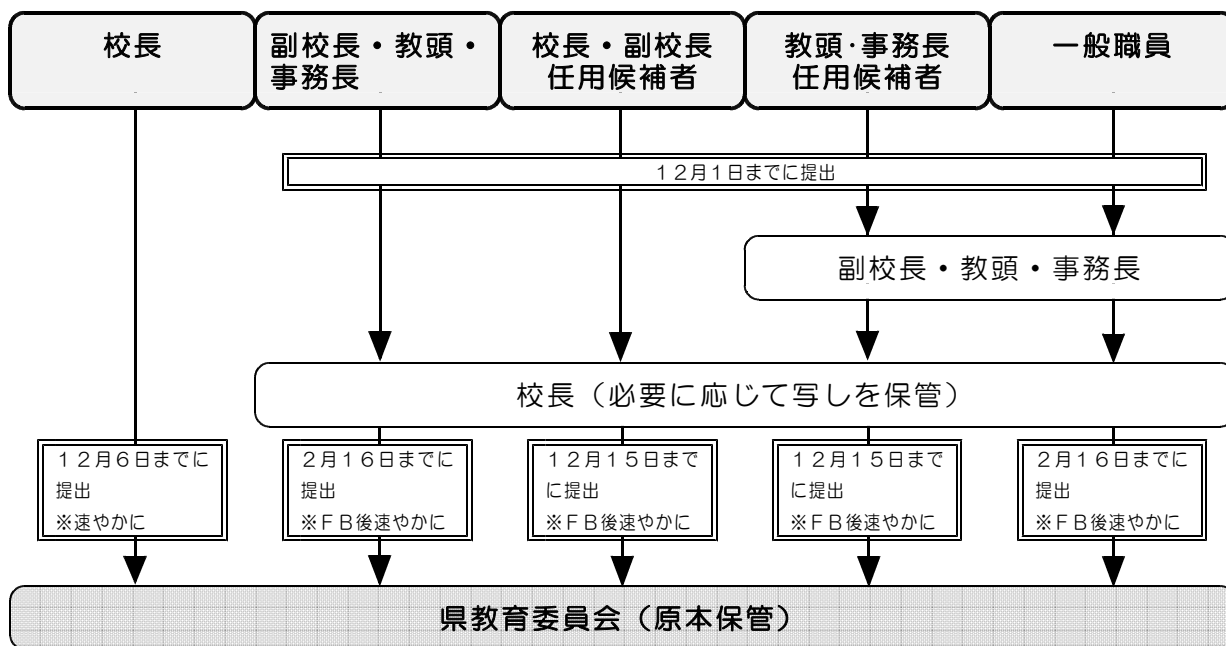 校長
副校長・教頭・
事務長
校長・副校長
任用候補者
教頭・事務長
任用候補者
一般職員
１２月１日までに提出
副校長・教頭・事務長
校長（必要に応じて写しを保管）
１２月６日までに
提出
※速やかに
２月１６日までに
提出
※ＦＢ後速やかに
１２月１５日まで
に提出
※ＦＢ後速やかに
１２月１５日まで
に提出
※ＦＢ後速やかに
２月１６日までに
提出
※ＦＢ後速やかに
県教育委員会（原本保管）